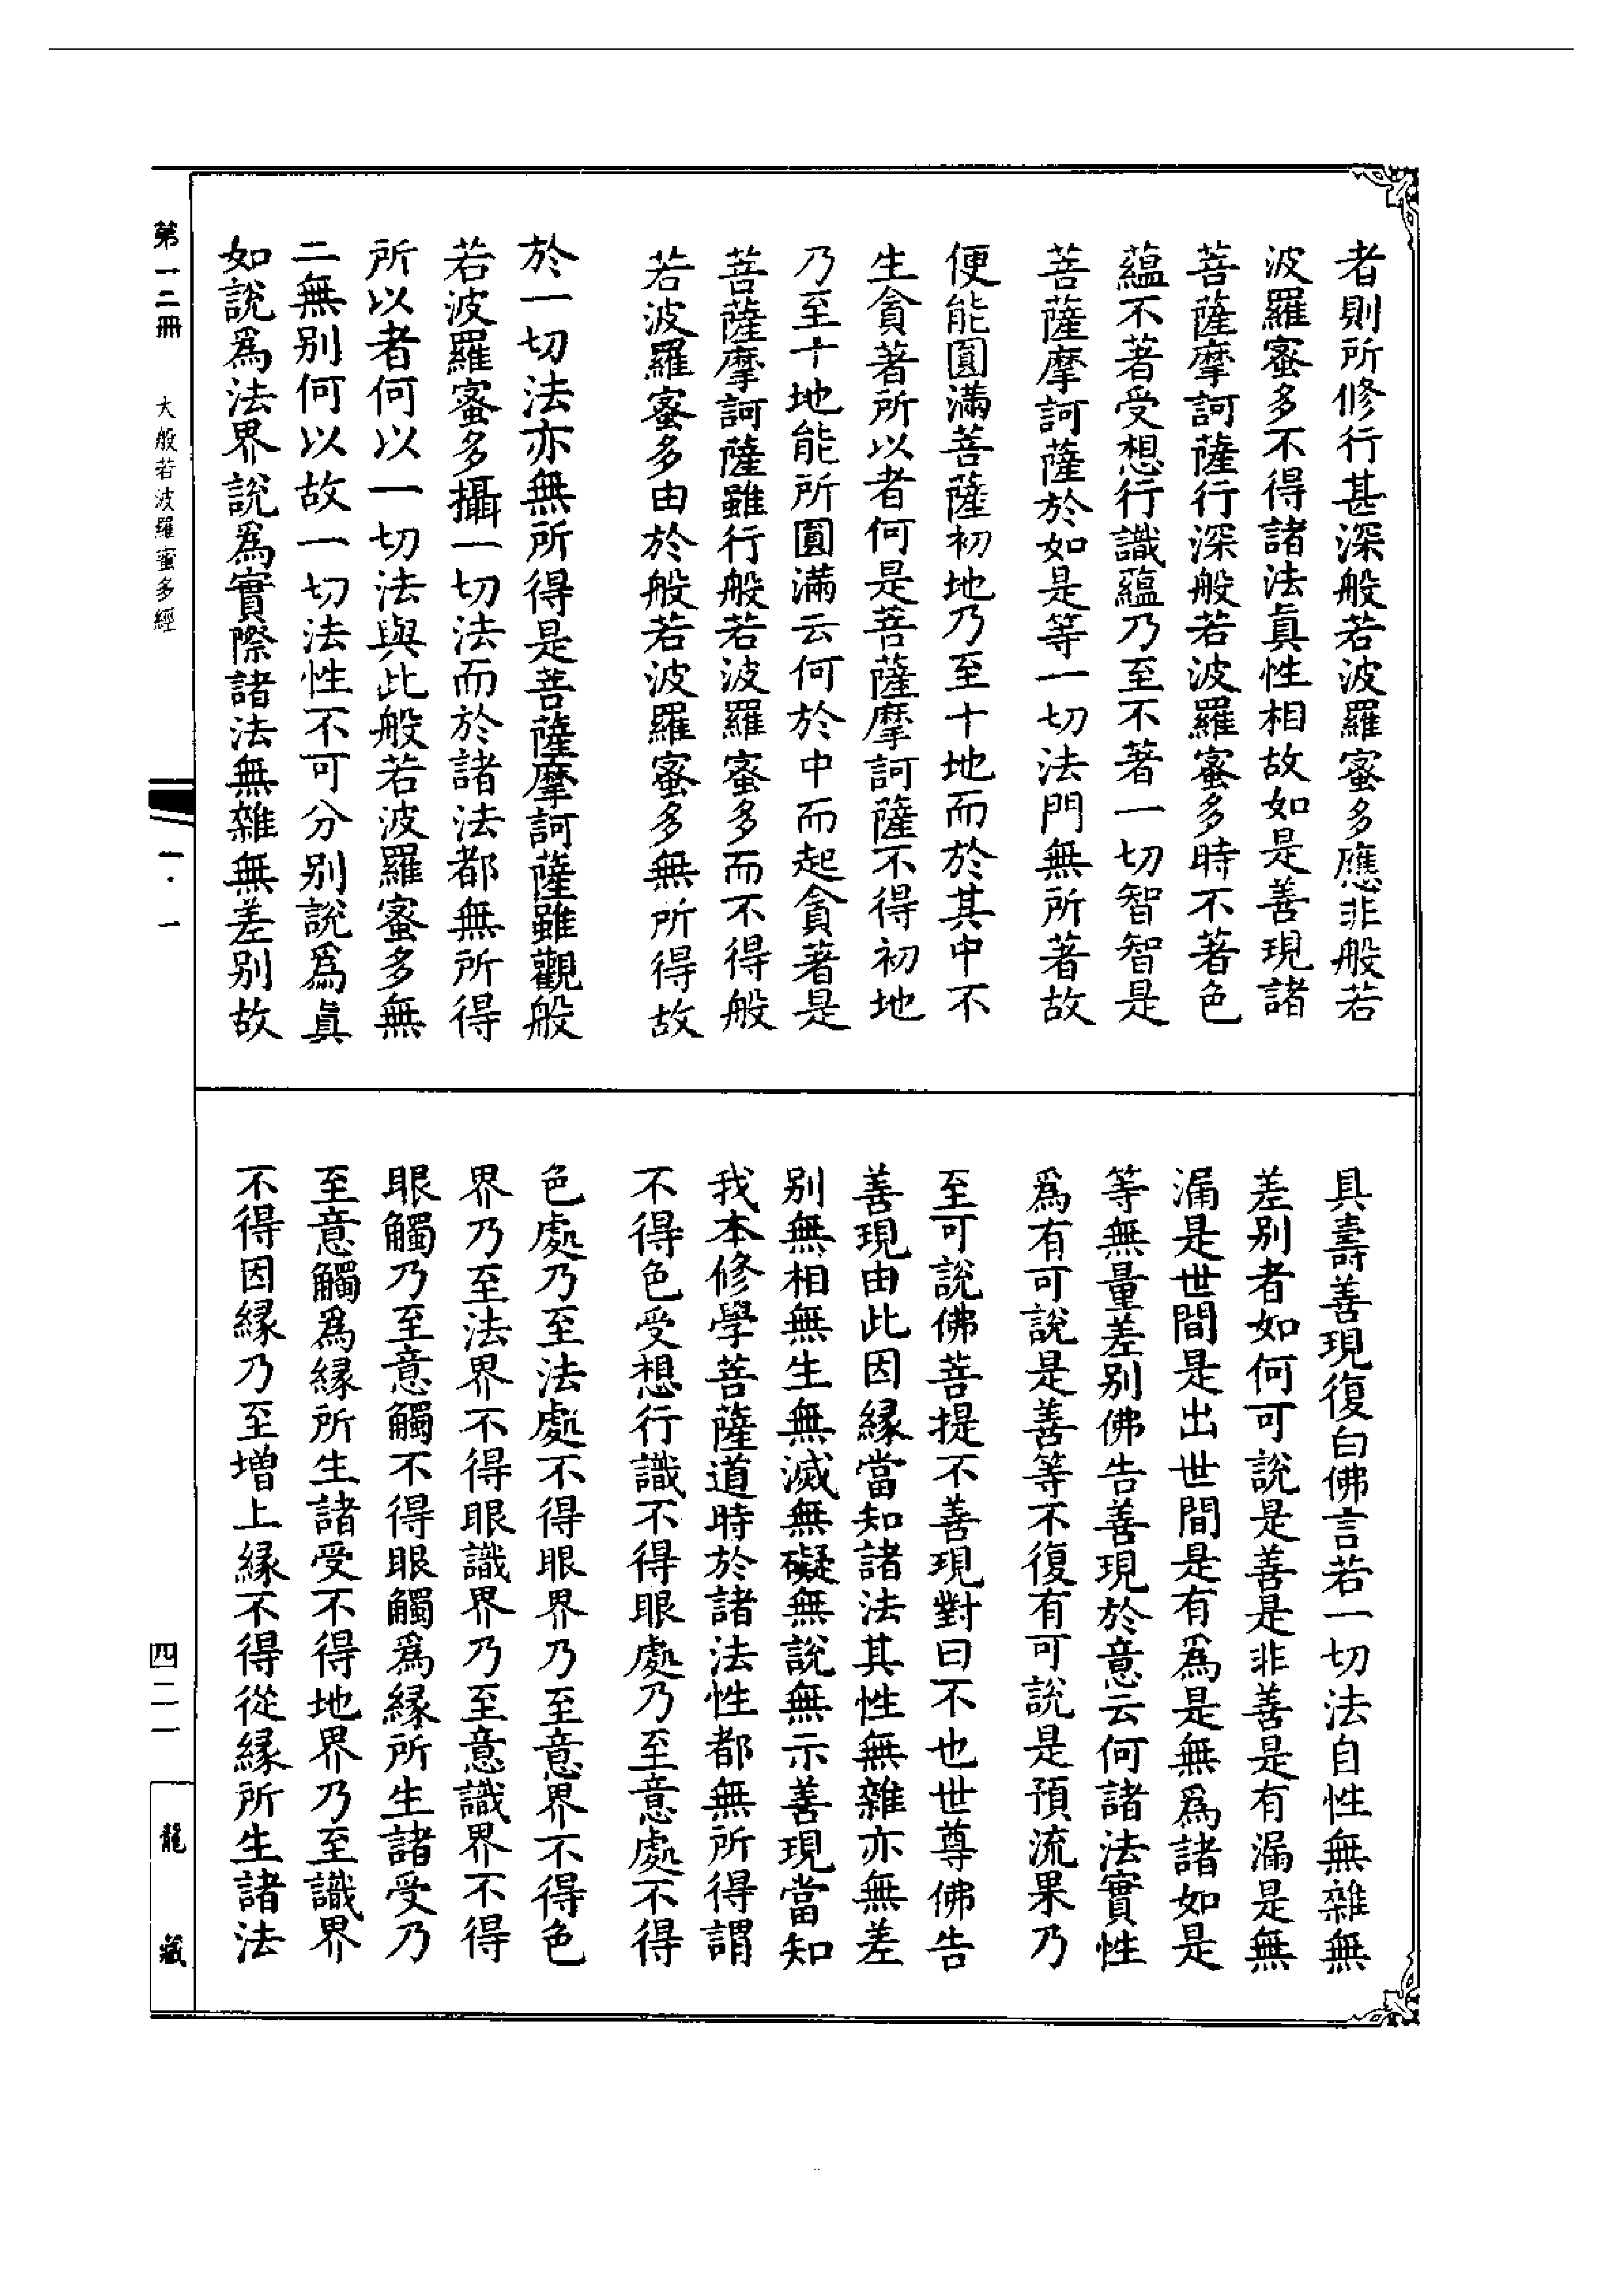 者則所修行甚深般若波羅蜜多應非般若
波羅蜜多不得諸法眞性相故如是善現諸
菩薩摩訶薩行深般若波羅蜜多時不著色
蘊不著受想行識蘊乃至不著一切智智是
菩薩摩訶薩於如是等一切法門無所著故
便能圓滿菩薩初地乃至十地而於其中不
生貪著所以者何是菩薩摩訶薩不得初地
乃至十地能所圓滿云何於中而起貪著是
菩薩摩訶薩雖行般若波羅蜜多而不得般
若波羅蜜多由於般若波羅蜜多無所得故
於一切法亦無所得是菩薩摩訶薩雖觀般
若波羅蜜多攝一切法而於諸法都無所得
所以者何以一切法與此般若波羅蜜多無
二無別何以故一切法性不可分別說爲眞
如說爲法界說爲實際諸法無雜無差別故
具壽善現復白佛言若一切法自性無雜無
差別者如何可說是善是非善是有漏是無
漏是世間是出世間是有爲是無爲諸如是
等無量差別佛告善現於意云何諸法實性
爲有可說是善等不復有可說是預流果乃
至可說佛菩提不善現對曰不也世尊佛告
善現由此因緣當知諸法其性無雜亦無差
別無相無生無滅無礙無說無示善現當知
我本修學菩薩道時於諸法性都無所得謂
不得色受想行識不得眼處乃至意處不得
色處乃至法處不得眼界乃至意界不得色
界乃至法界不得眼識界乃至意識界不得
眼觸乃至意觸不得眼觸爲緣所生諸受乃
至意觸爲緣所生諸受不得地界乃至識界
不得因緣乃至增上緣不得從緣所生諸法
第一二冊　大般若波羅蜜多經　一·一　四二一　龍藏